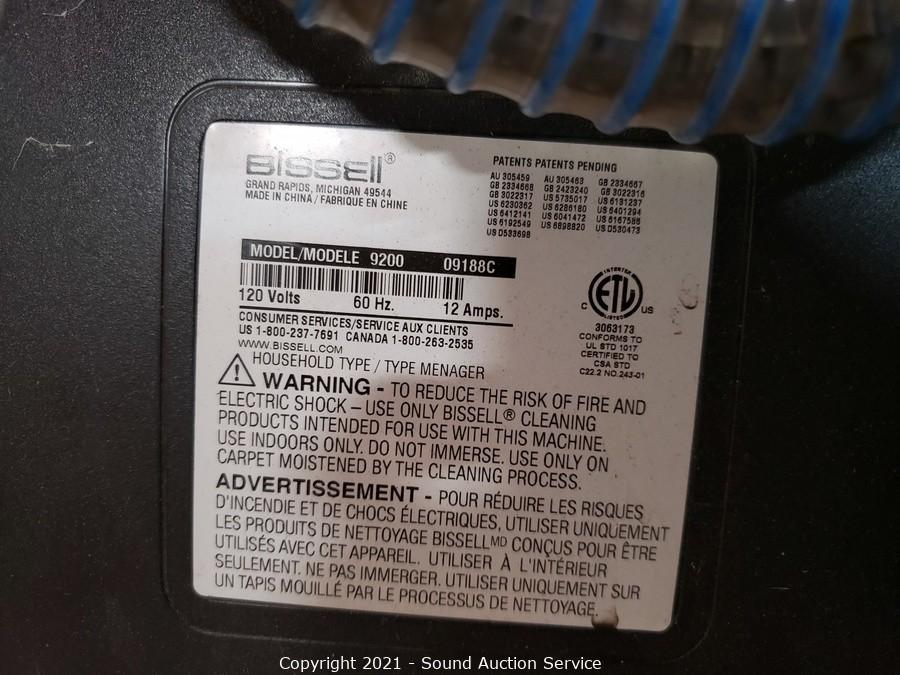 BISSELL®
GRAND RAPIDS, MICHIGAN 49544
MADE IN CHINA / FABRIQUE EN CHINE
PATENTS PATENTS PENDING
AU 305459 AU 305463 GB 2334667
GB 2334668 GB 2423240 GB 3022316
GB 3022317 US 5735017 US 6131237
US 6230362 US 6286180 US 6401294
US 6412141 US 6041472 US 6167586
US 6192549 US 6898820 US D530473
US D533698
MODEL/MODELE 9200 09188C
120 Volts 60 Hz. 12 Amps.
CONSUMER SERVICES/SERVICE AUX CLIENTS
US 1-800-237-7691 CANADA 1-800-263-2535
WWW.BISSELL.COM
HOUSEHOLD TYPE / TYPE MENAGER
INTERTEK
C ETL US
LISTED
3063173
CONFORMS TO
UL STD 1017
CERTIFIED TO
CSA STD
C22.2 NO.243-01
WARNING - TO REDUCE THE RISK OF FIRE AND
ELECTRIC SHOCK – USE ONLY BISSELL® CLEANING
PRODUCTS INTENDED FOR USE WITH THIS MACHINE.
USE INDOORS ONLY. DO NOT IMMERSE. USE ONLY ON
CARPET MOISTENED BY THE CLEANING PROCESS.
ADVERTISSEMENT - POUR RÉDUIRE LES RISQUES
D'INCENDIE ET DE CHOCS ÉLECTRIQUES, UTILISER UNIQUEMENT
LES PRODUITS DE NETTOYAGE BISSELL MD CONÇUS POUR ÊTRE
UTILISÉS AVEC CET APPAREIL. UTILISER À L'INTÉRIEUR
SEULEMENT. NE PAS IMMERGER. UTILISER UNIQUEMENT SUR
UN TAPIS MOUILLÉ PAR LE PROCESSUS DE NETTOYAGE.
Copyright 2021 - Sound Auction Service